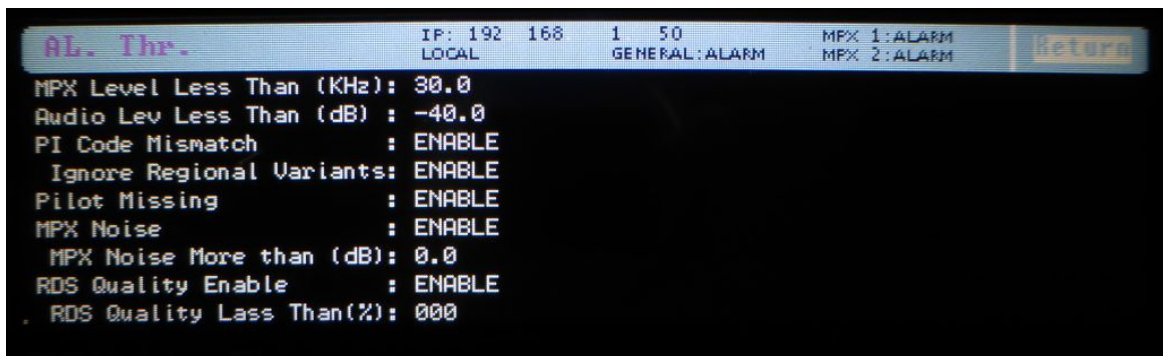 AL. Thr.
IP: 192 168 1 50
LOCAL
GENERAL:ALARM
MPX 1:ALARM
MPX 2:ALARM
Return
MPX Level Less Than (KHz): 30.0
Audio Lev Less Than (dB) : -40.0
PI Code Mismatch : ENABLE
Ignore Regional Variants: ENABLE
Pilot Missing : ENABLE
MPX Noise : ENABLE
MPX Noise More than (dB): 0.0
RDS Quality Enable : ENABLE
RDS Quality Lass Than(%): 000